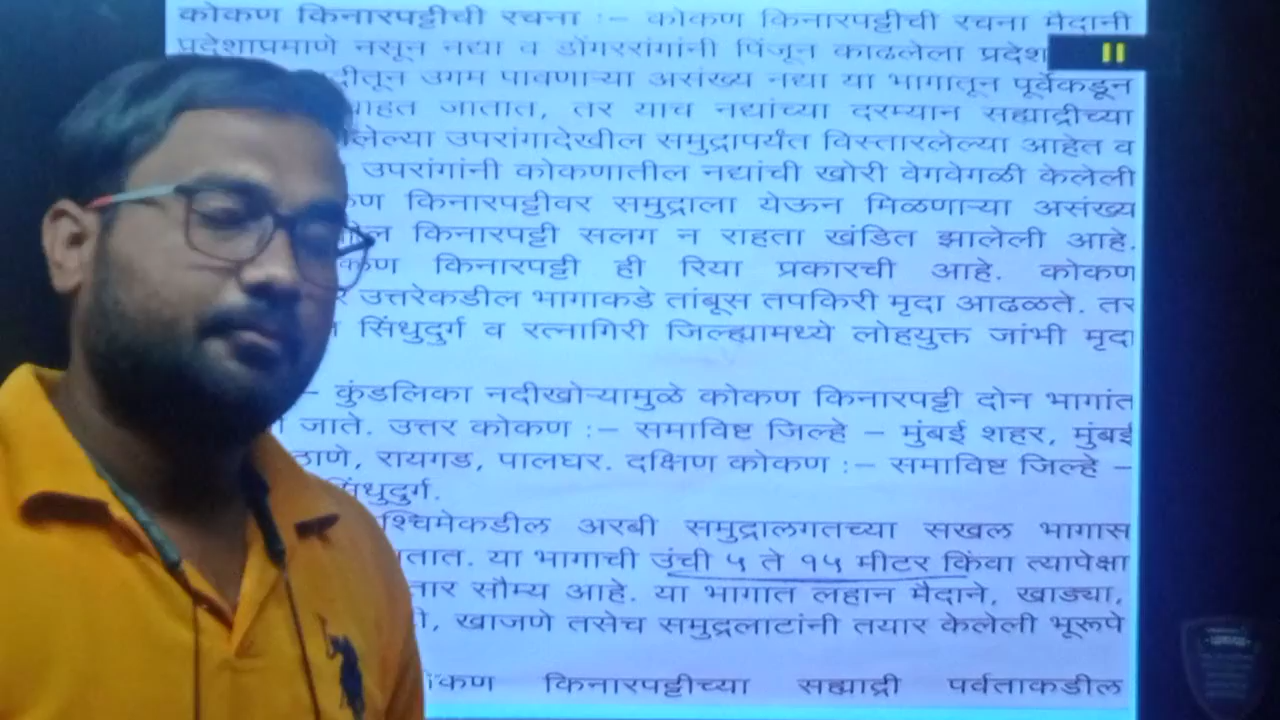 कोकण किनारपट्टीची रचना :– कोकण किनारपट्टीची रचना मैदानी
प्रदेशाप्रमाणे नसून नद्या व डोंगररांगांनी पिंजून काढलेला प्रदेश
उगम पावणाऱ्या असंख्य नद्या या भागातून पूर्वेकडून
जातात, तर याच नद्यांच्या दरम्यान सह्याद्रीच्या
उपरांगादेखील समुद्रापर्यंत विस्तारलेल्या आहेत व
उपरांगांनी कोकणातील नद्यांची खोरी वेगवेगळी केलेली
किनारपट्टीवर समुद्राला येऊन मिळणाऱ्या असंख्य
किनारपट्टी सलग न राहता खंडित झालेली आहे.
किनारपट्टी ही रिया प्रकारची आहे. कोकण
उत्तरेकडील भागाकडे तांबूस तपकिरी मृदा आढळते. तर
सिंधुदुर्ग व रत्नागिरी जिल्ह्यामध्ये लोहयुक्त जांभी मृदा
– कुंडलिका नदीखोऱ्यामुळे कोकण किनारपट्टी दोन भागांत
जाते. उत्तर कोकण :– समाविष्ट जिल्हे – मुंबई शहर, मुंबई
ठाणे, रायगड, पालघर. दक्षिण कोकण :– समाविष्ट जिल्हे –
सिंधुदुर्ग.
अरबी समुद्रालगतच्या सखल भागास
या भागाची उंची ५ ते १५ मीटर किंवा त्यापेक्षा
सौम्य आहे. या भागात लहान मैदाने, खाड्या,
खाजणे तसेच समुद्रलाटांनी तयार केलेली भूरूपे
किनारपट्टीच्या सह्याद्री पर्वताकडील